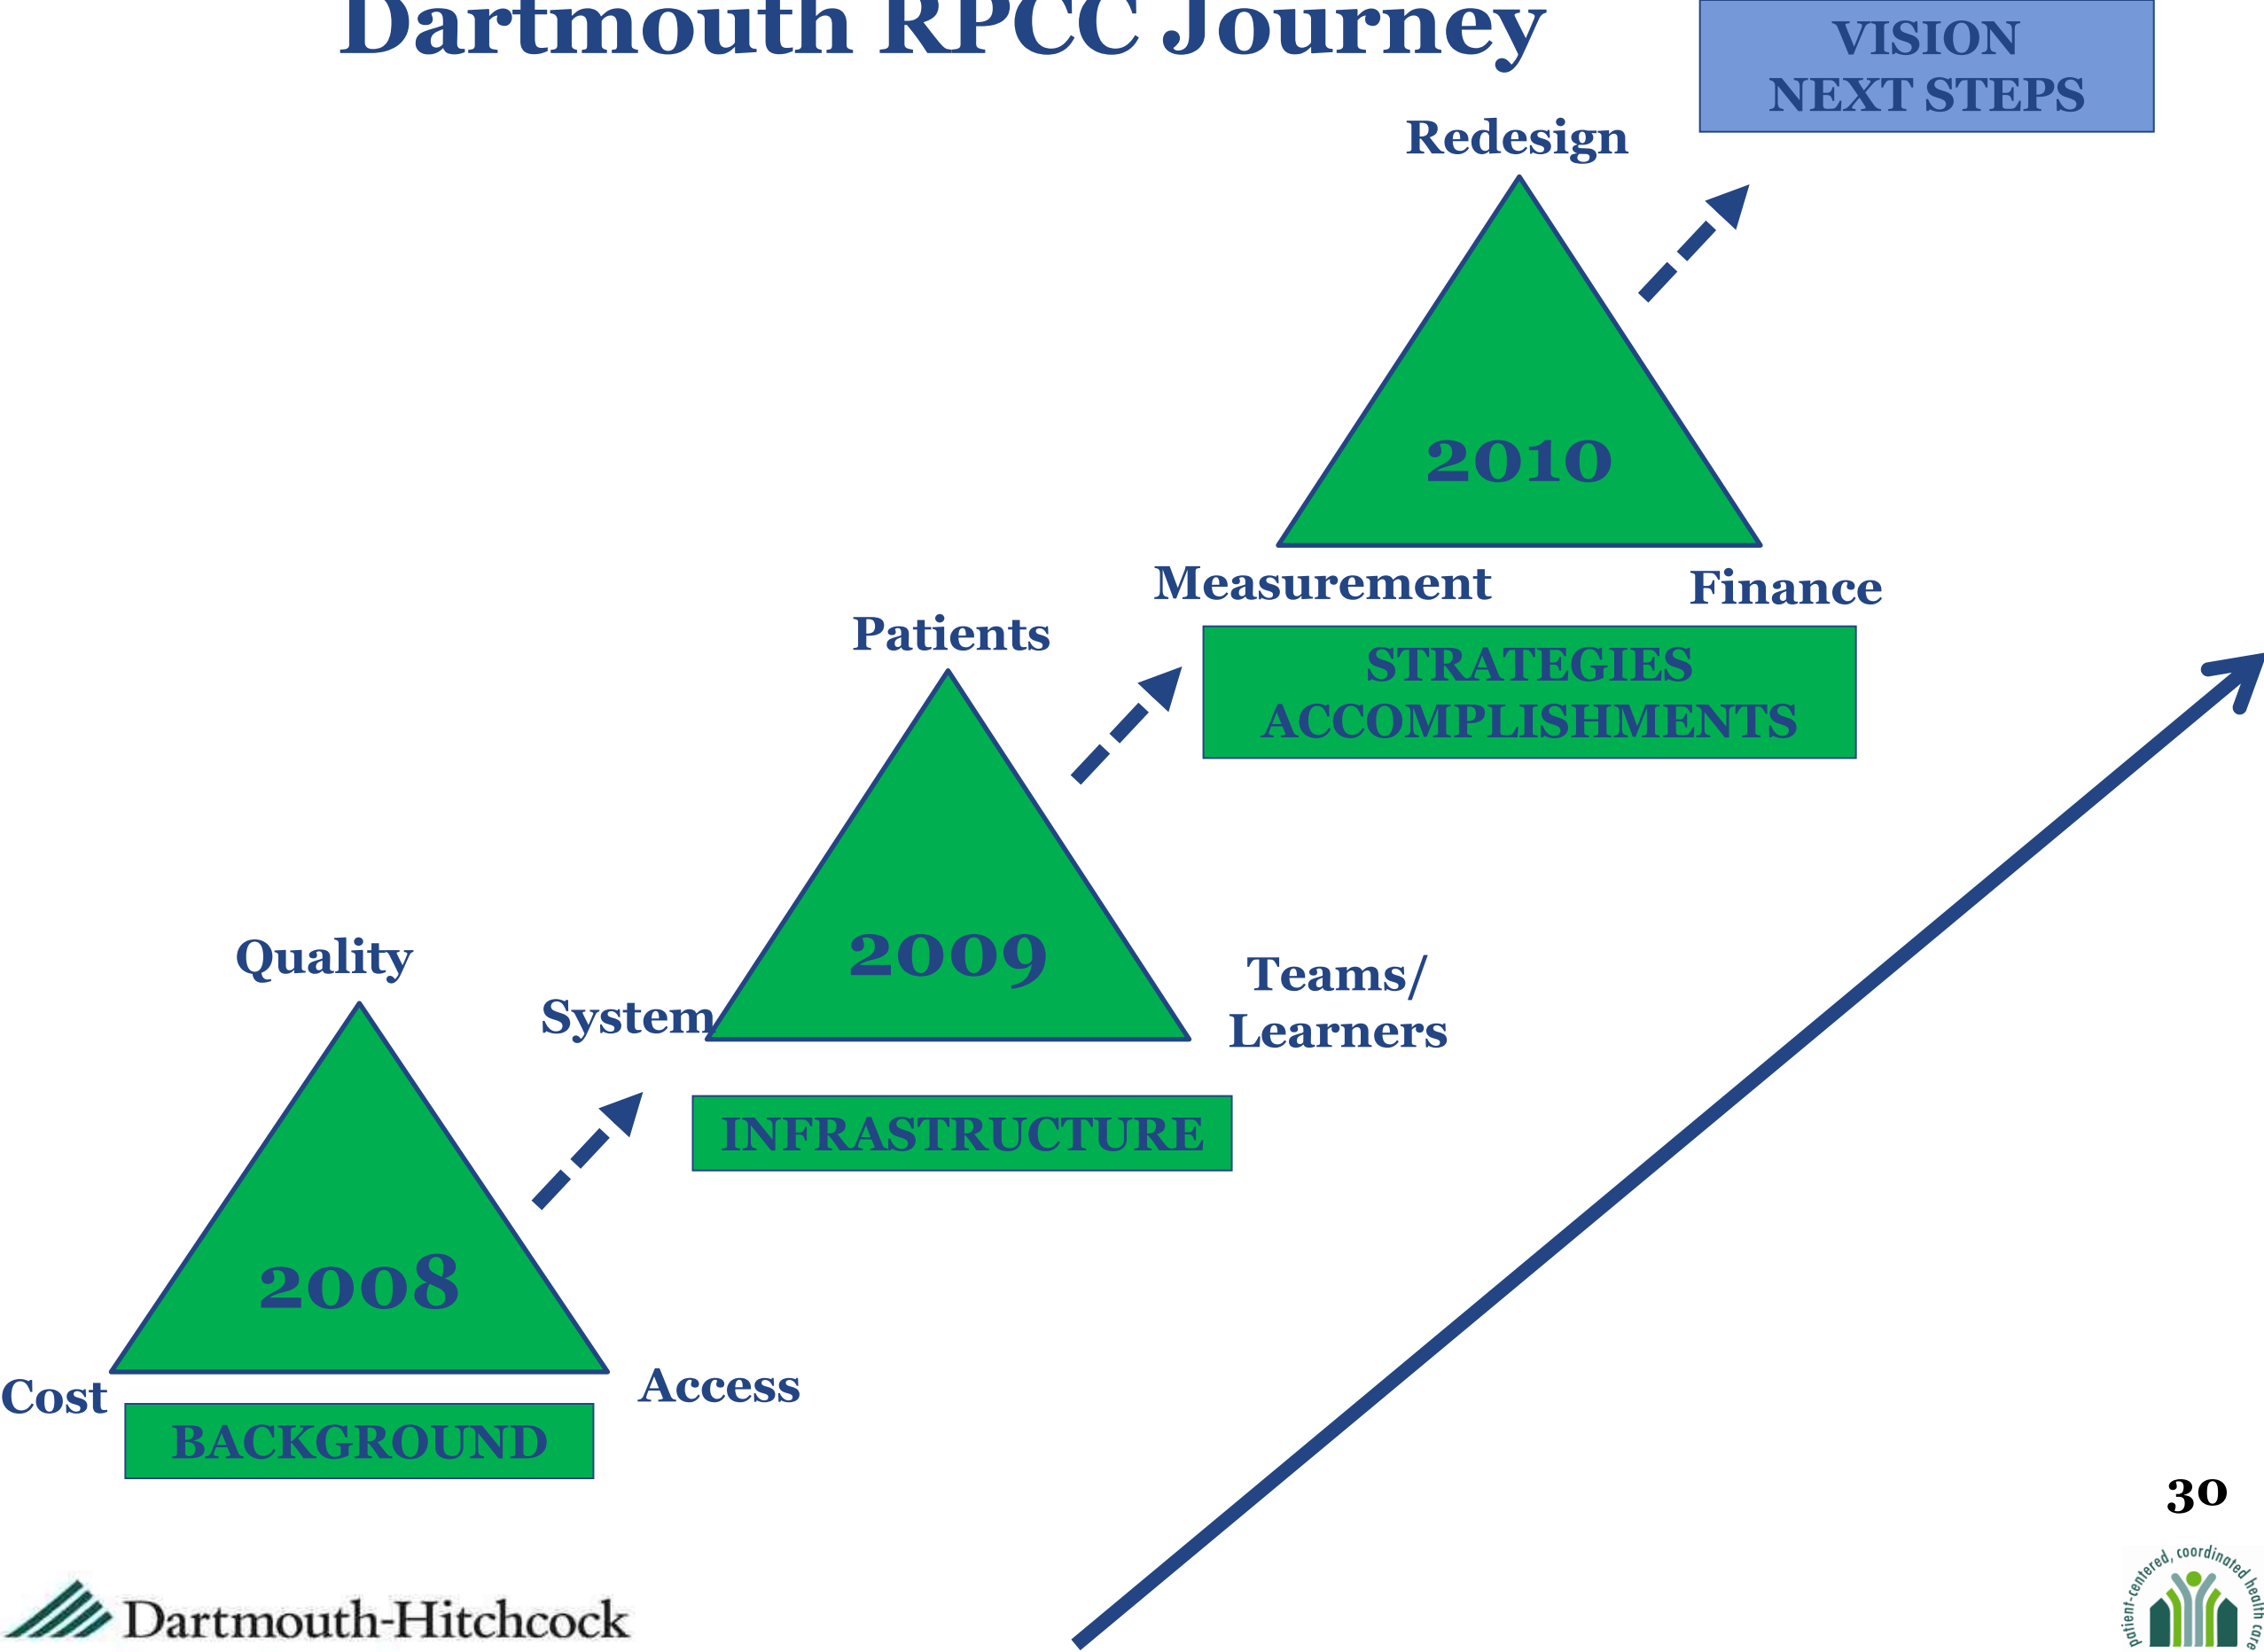 Dartmouth RPCC Journey
VISION
NEXT STEPS
Redesign
2010
Measurement
Finance
STRATEGIES
ACCOMPLISHMENTS
Patients
2009
System
Teams/
Learners
INFRASTRUCTURE
Quality
2008
Cost
Access
BACKGROUND
30
Dartmouth-Hitchcock
patient-centered, coordinated health care